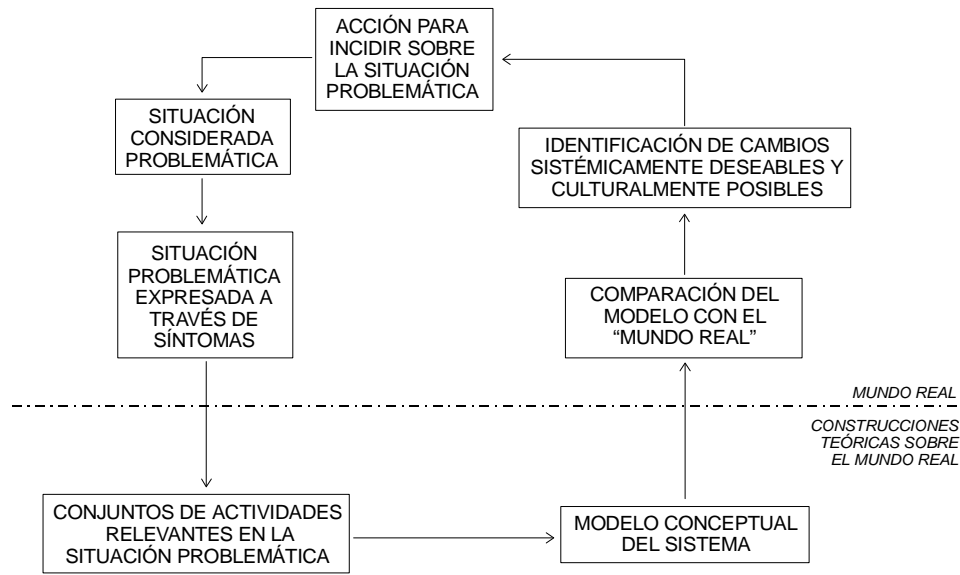 ACCIÓN PARA
INCIDIR SOBRE
LA SITUACIÓN
PROBLEMÁTICA
SITUACIÓN
CONSIDERADA
PROBLEMÁTICA
IDENTIFICACIÓN DE CAMBIOS
SISTÉMICAMENTE DESEABLES Y
CULTURALMENTE POSIBLES
SITUACIÓN
PROBLEMÁTICA
EXPRESADA A
TRAVÉS DE
SÍNTOMAS
COMPARACIÓN DEL
MODELO CON EL
“MUNDO REAL”
MUNDO REAL
CONSTRUCCIONES
TEÓRICAS SOBRE
EL MUNDO REAL
CONJUNTOS DE ACTIVIDADES
RELEVANTES EN LA
SITUACIÓN PROBLEMÁTICA
MODELO CONCEPTUAL
DEL SISTEMA